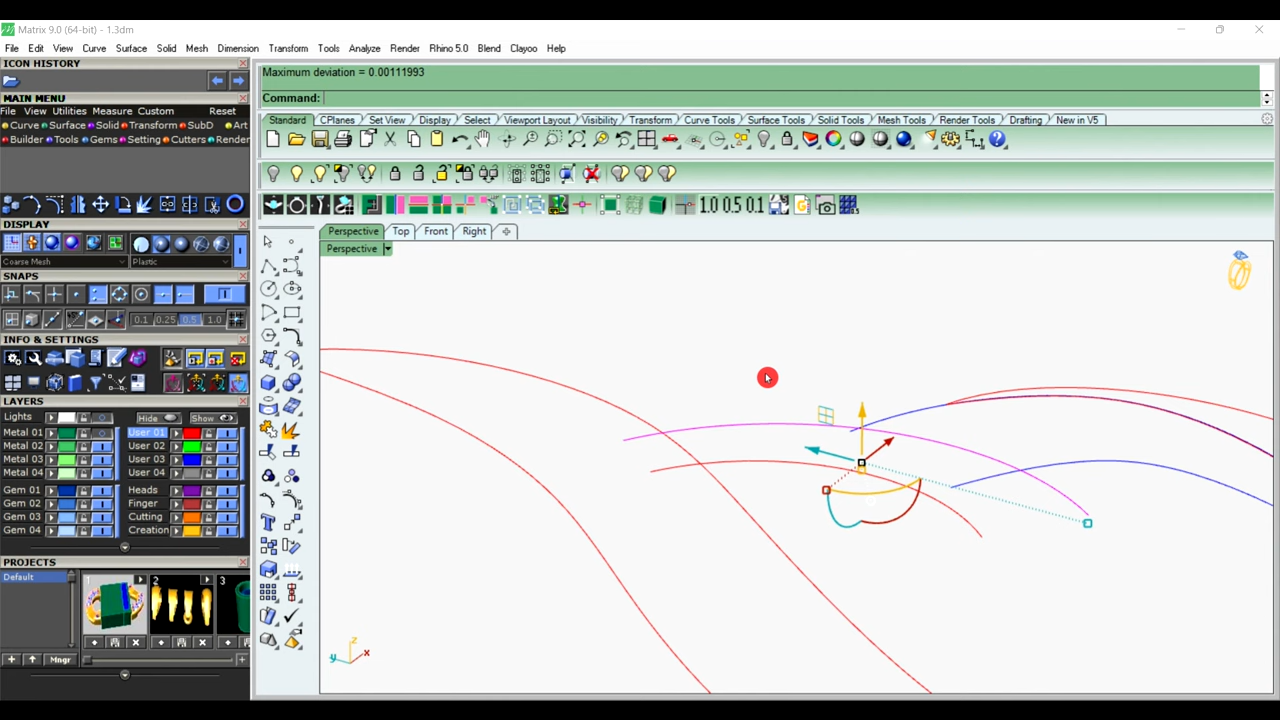 Matrix 9.0 (64-bit) - 1.3dm
File Edit View Curve Surface Solid Mesh Dimension Transform Tools Analyze Render Rhino 5.0 Blend Clayoo Help
ICON HISTORY
MAIN MENU
File View Utilities Measure Custom Reset
Curve Surface Solid Transform SubD Art
Builder Tools Gems Setting Cutters Render
DISPLAY
Coarse Mesh Plastic
SNAPS
0.1 0.25 0.5 1.0
INFO & SETTINGS
LAYERS
Lights Hide Show
Metal 01 User 01
Metal 02 User 02
Metal 03 User 03
Metal 04 User 04
Gem 01 Heads
Gem 02 Finger
Gem 03 Cutting
Gem 04 Creation
PROJECTS
Default
1 2 3
Mngr
Maximum deviation = 0.00111993
Command:
Standard CPlanes Set View Display Select Viewport Layout Visibility Transform Curve Tools Surface Tools Solid Tools Mesh Tools Render Tools Drafting New in V5
1.0 0.5 0.1
Perspective Top Front Right
Perspective
z
y x